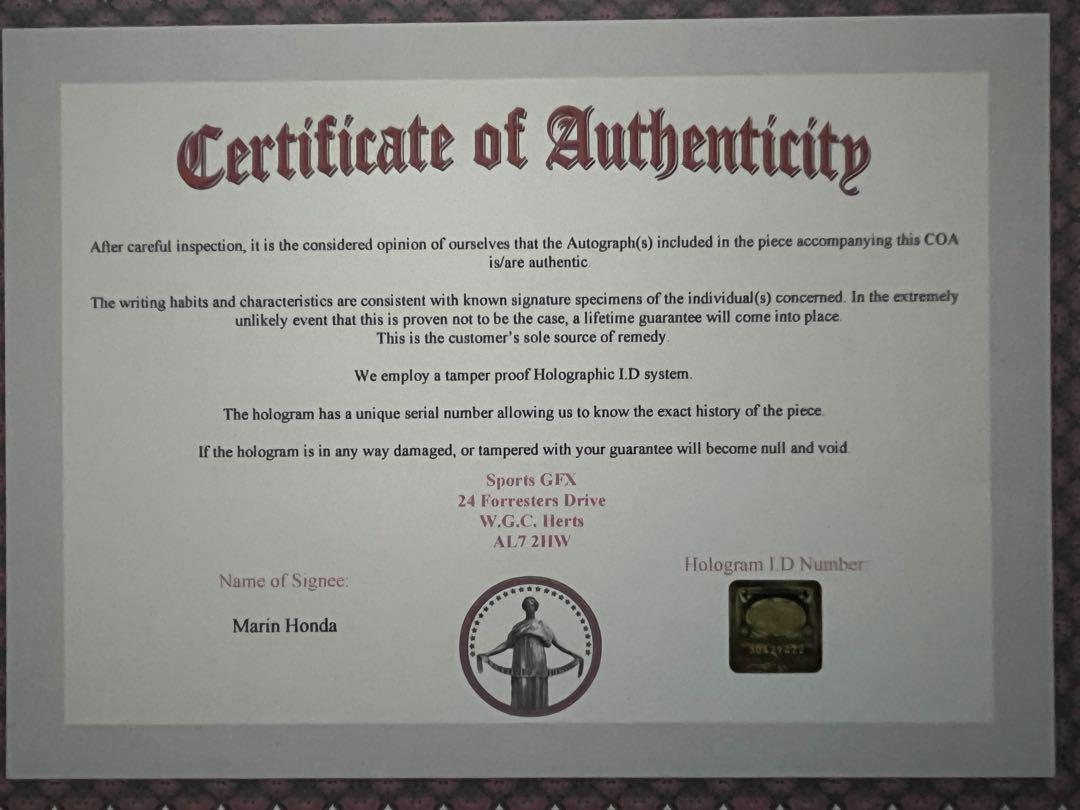 Certificate of Authenticity
After careful inspection, it is the considered opinion of ourselves that the Autograph(s) included in the piece accompanying this COA
is/are authentic.
The writing habits and characteristics are consistent with known signature specimens of the individual(s) concerned. In the extremely
unlikely event that this is proven not to be the case, a lifetime guarantee will come into place.
This is the customer's sole source of remedy.
We employ a tamper proof Holographic I.D system.
The hologram has a unique serial number allowing us to know the exact history of the piece.
If the hologram is in any way damaged, or tampered with your guarantee will become null and void.
Sports GFX
24 Forresters Drive
W.G.C. Herts
AL7 2HW
Name of Signee:
Hologram I.D Number:
Marin Honda